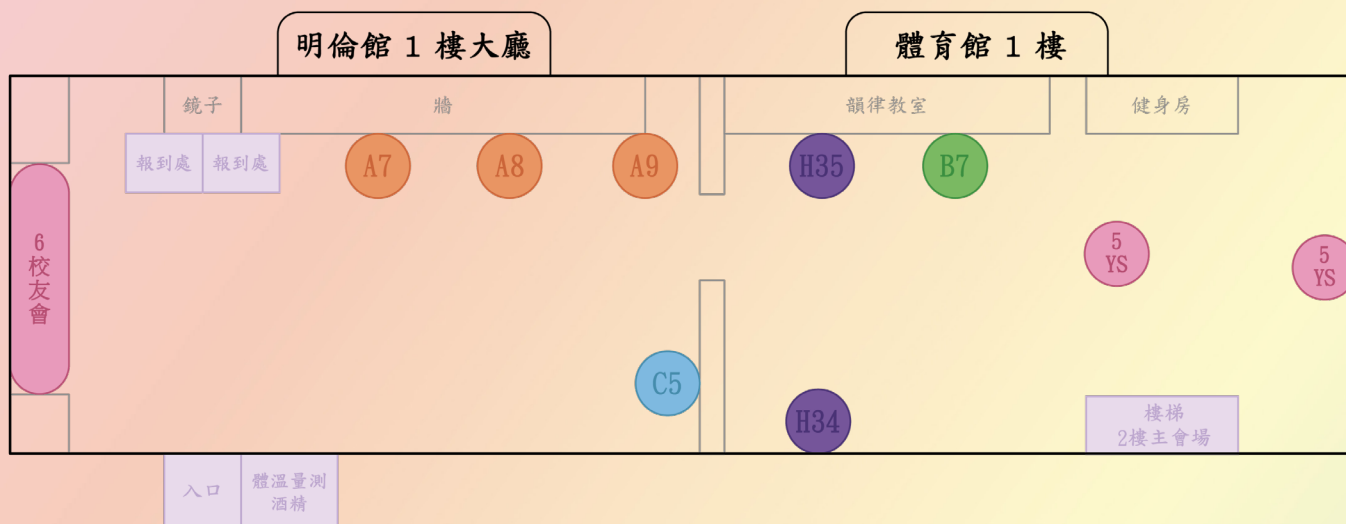 明倫館 1 樓大廳
體育館 1 樓
鏡子
牆
韻律教室
健身房
報到處
報到處
A7
A8
A9
H35
B7
6
校
友
會
5
YS
5
YS
C5
H34
樓梯
2樓主會場
入口
體溫量測
酒精